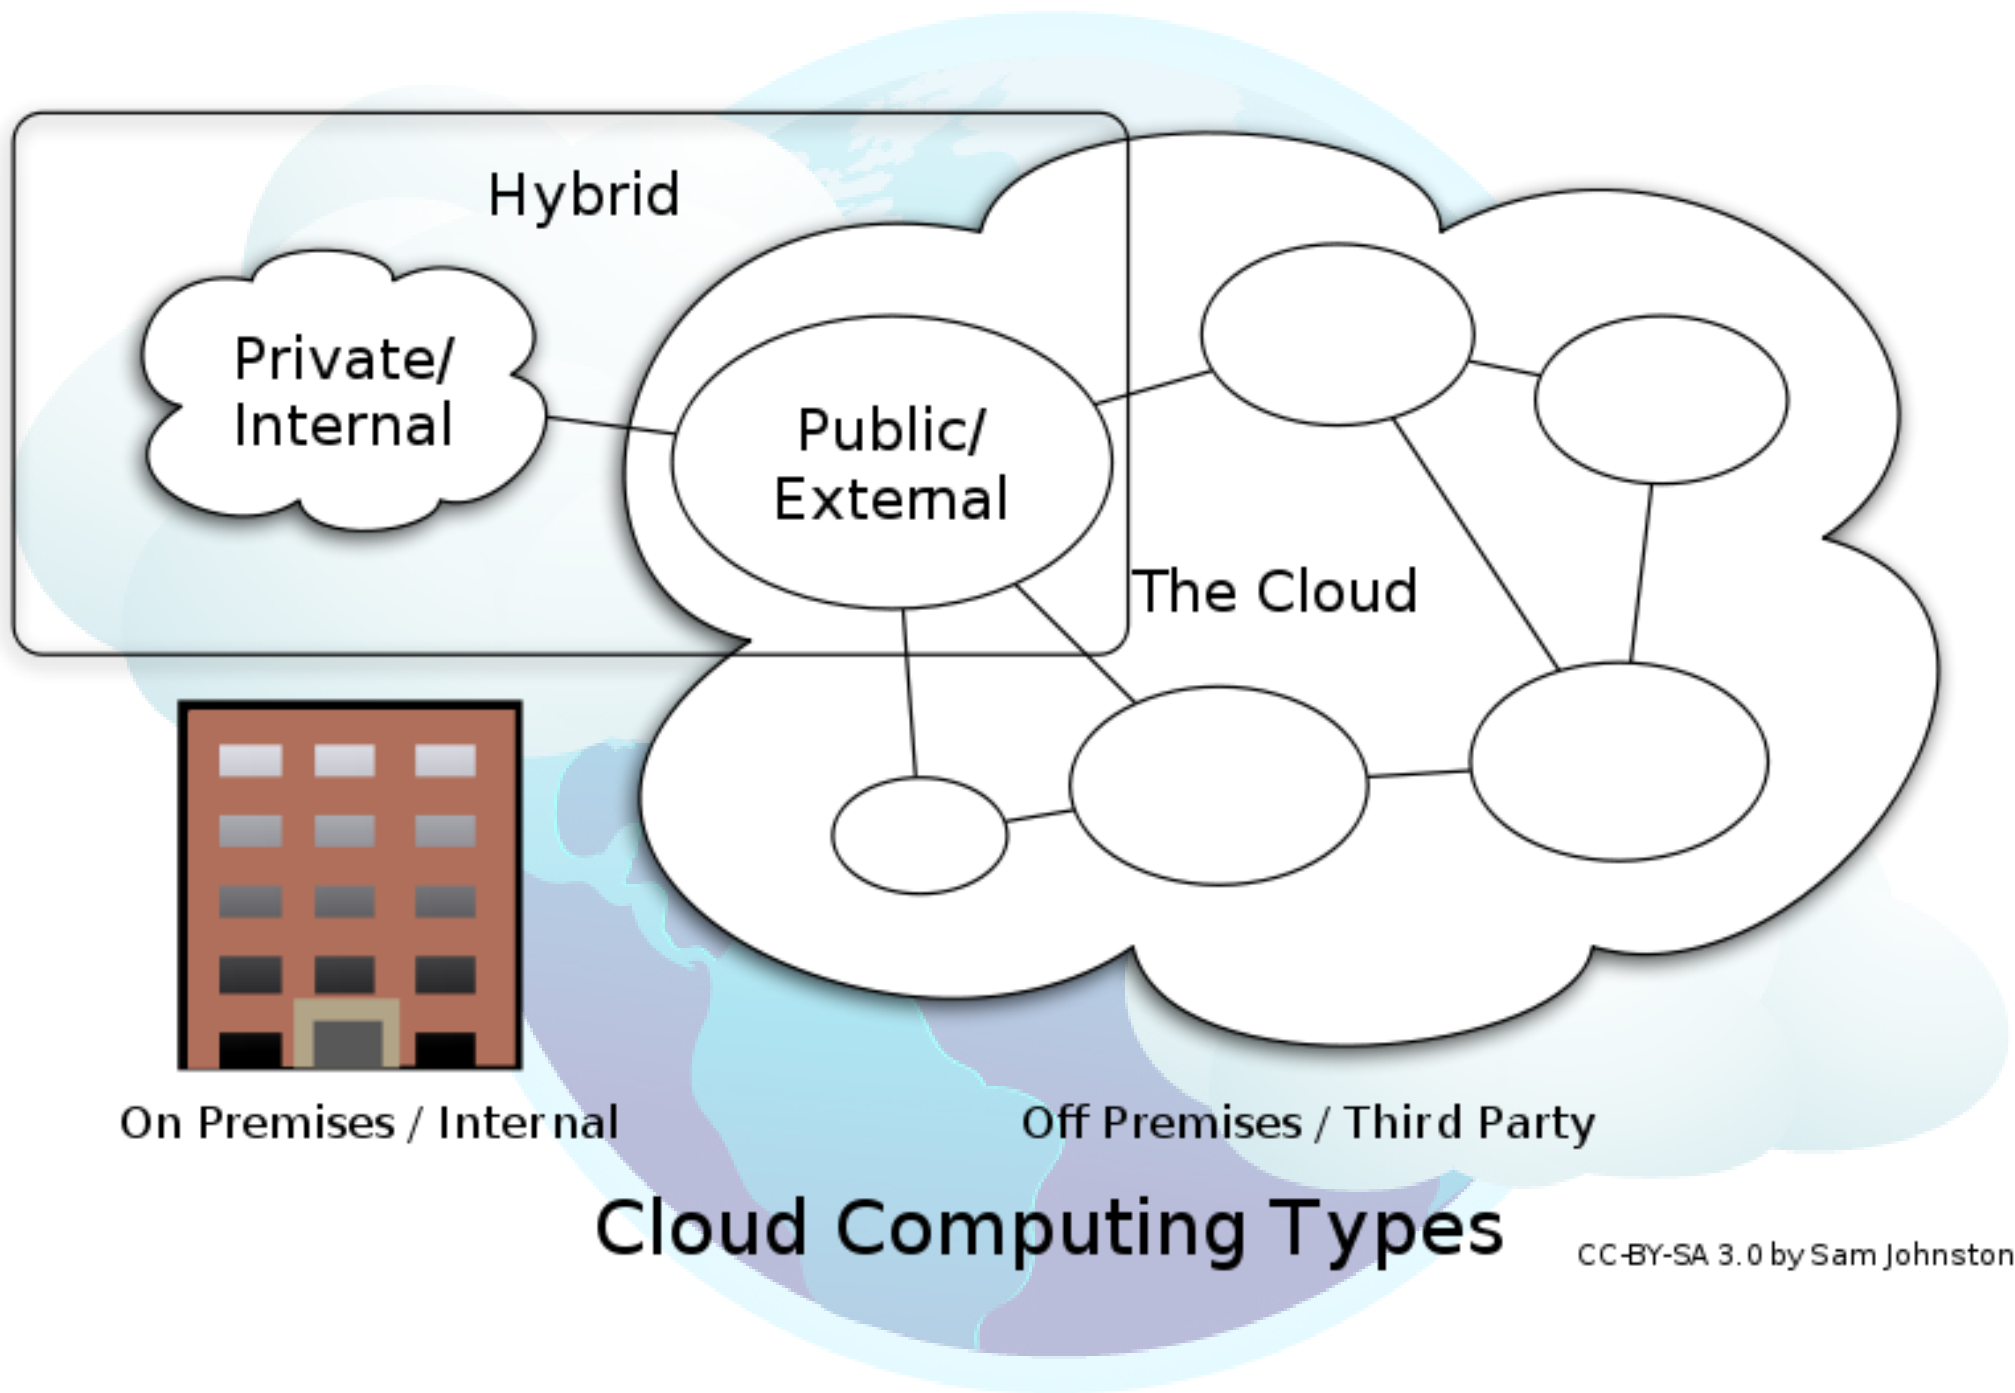 Hybrid
Private/
Internal
Public/
External
The Cloud
On Premises / Internal
Off Premises / Third Party
Cloud Computing Types
CC-BY-SA 3.0 by Sam Johnston